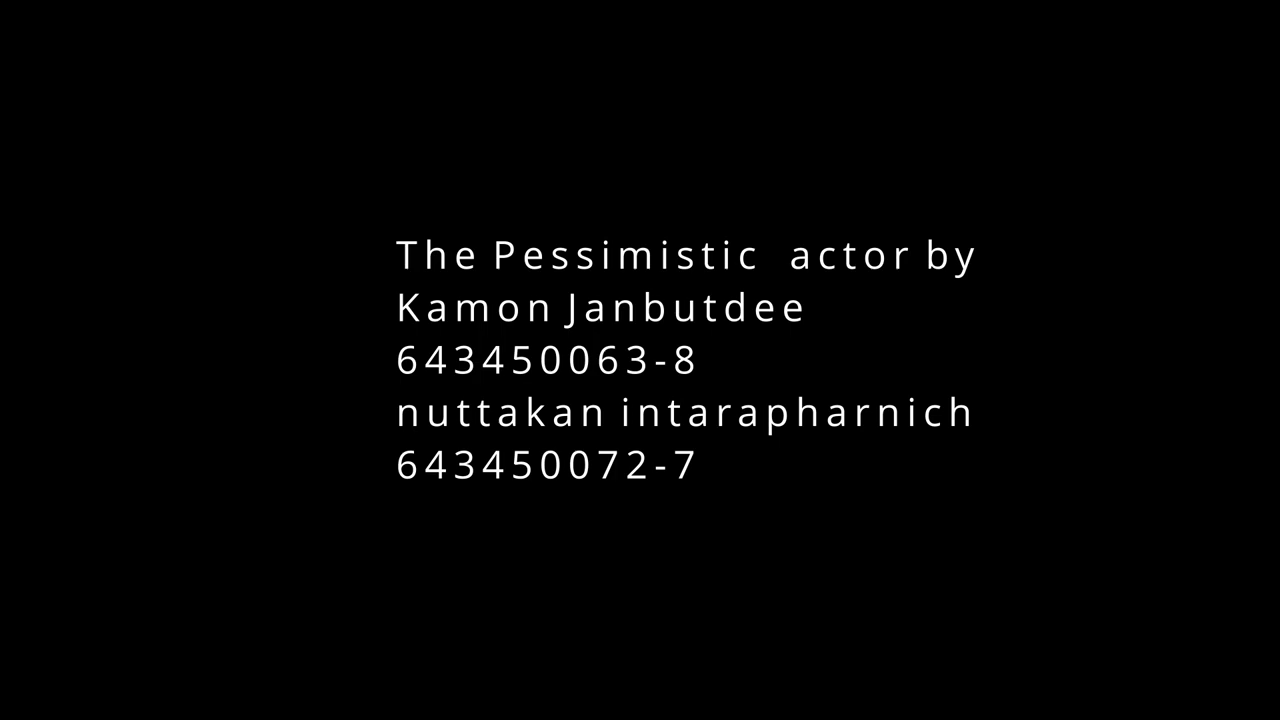 The Pessimistic  actor by
Kamon Janbutdee
643450063-8
nuttakan intarapharnich
643450072-7